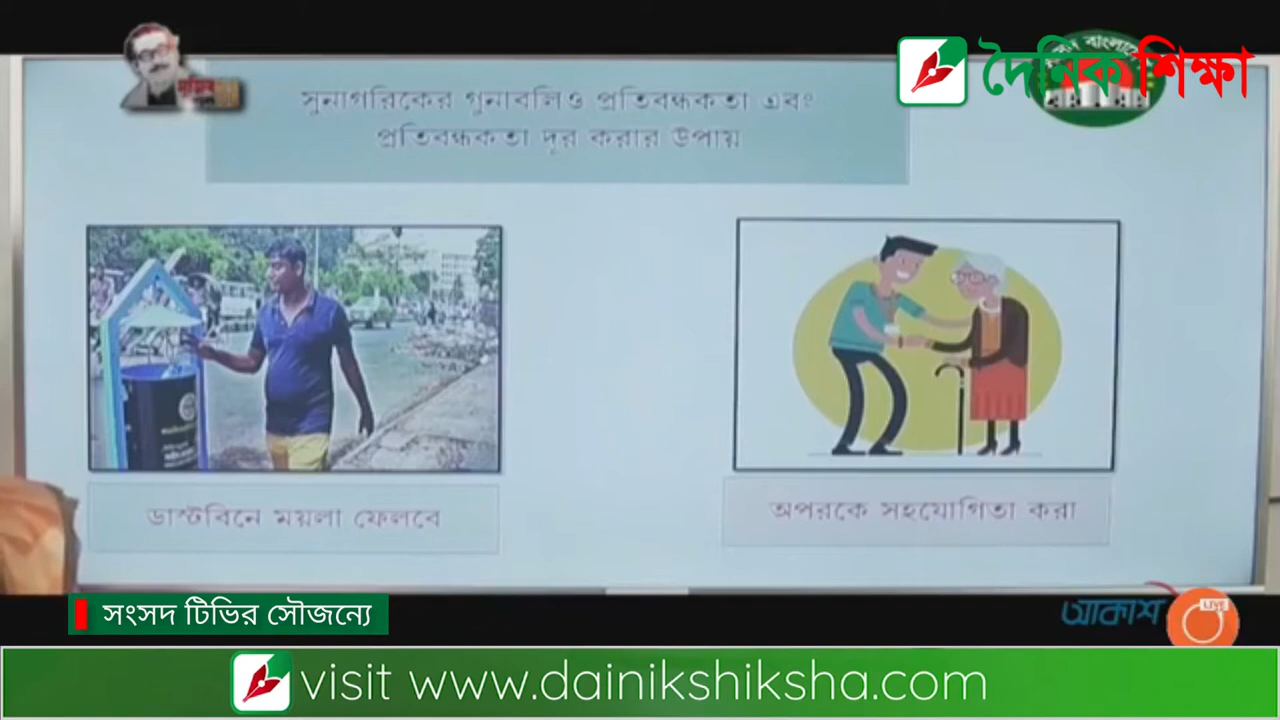 দৈনিক শিক্ষা
সুনাগরিকের গুনাবলিও প্রতিবন্ধকতা এবং
প্রতিবন্ধকতা দূর করার উপায়
ডাস্টবিনে ময়লা ফেলবে
অপরকে সহযোগিতা করা
সংসদ টিভির সৌজন্যে
আকাশ
LIVE
visit www.dainikshiksha.com